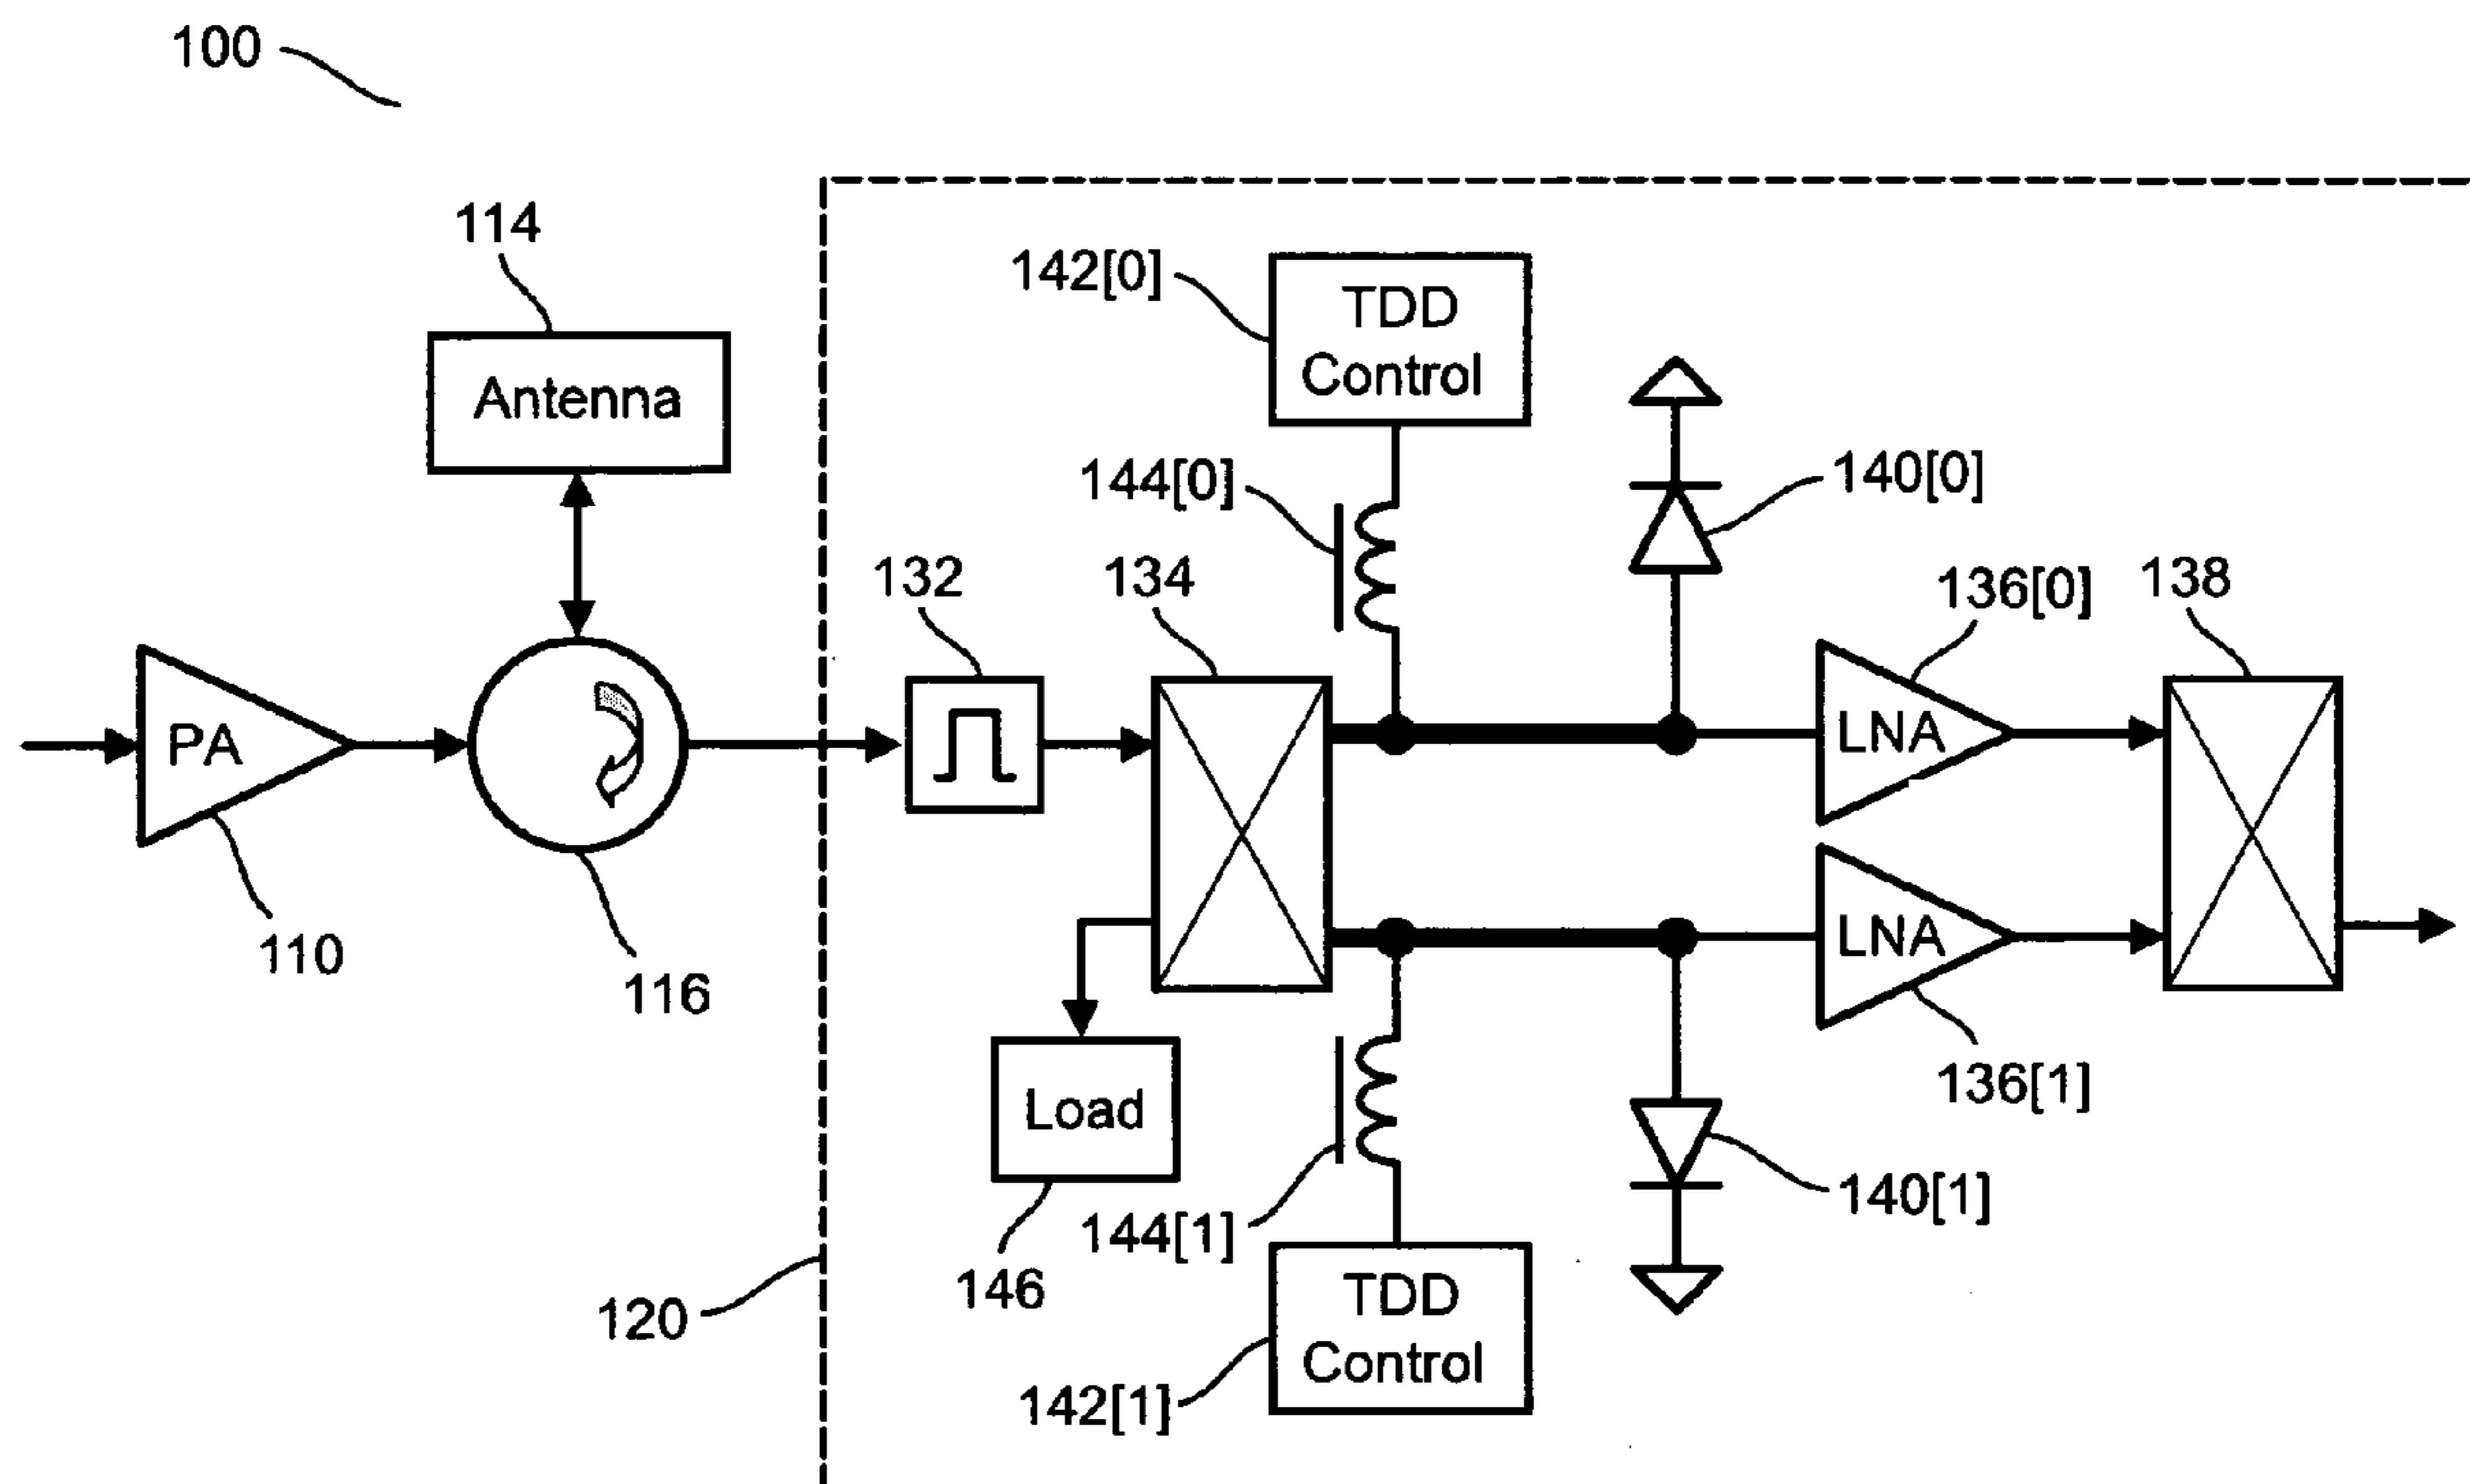 100
114
Antenna
142[0]
TDD
Control
144[0]
140[0]
132
134
136[0]
138
PA
LNA
LNA
110
116
Load
136[1]
144[1]
140[1]
146
120
TDD
Control
142[1]